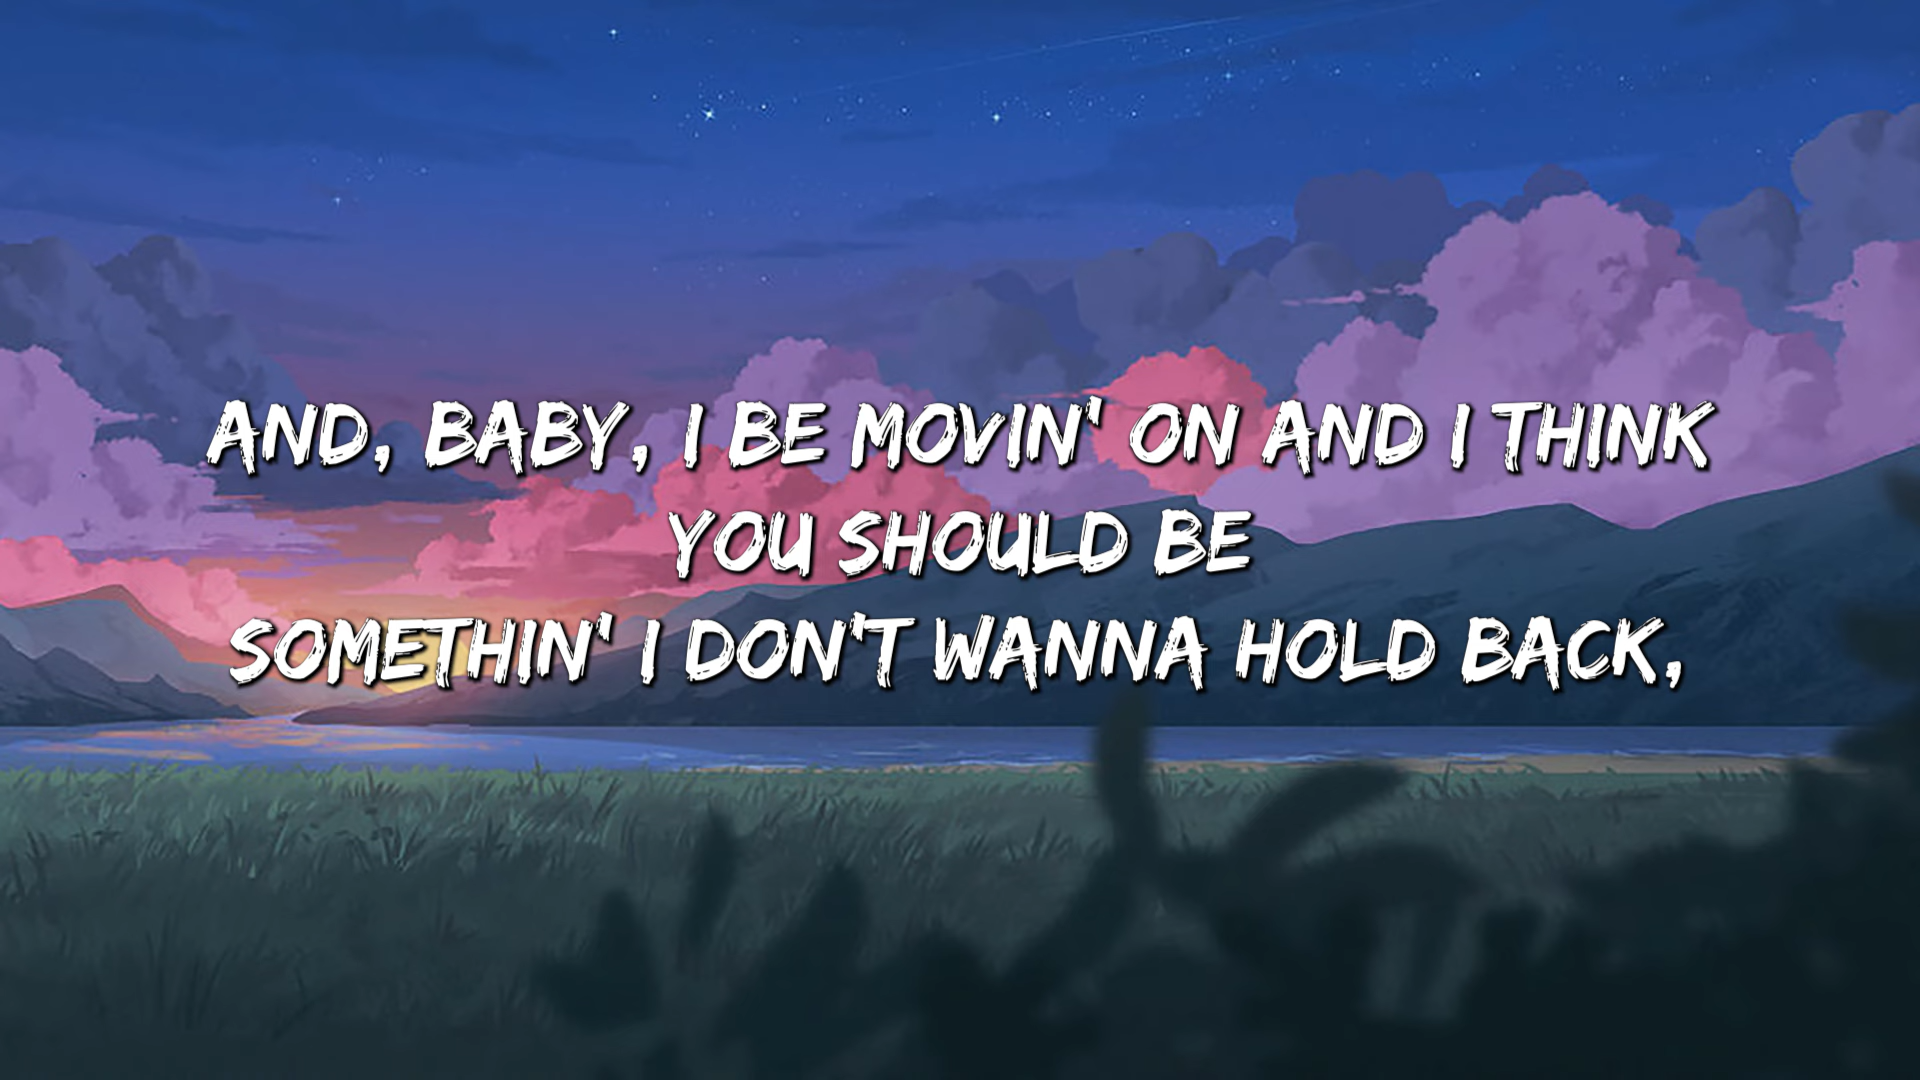 AND, BABY, I BE MOVIN' ON AND I THINK
YOU SHOULD BE
SOMETHIN' I DON'T WANNA HOLD BACK,